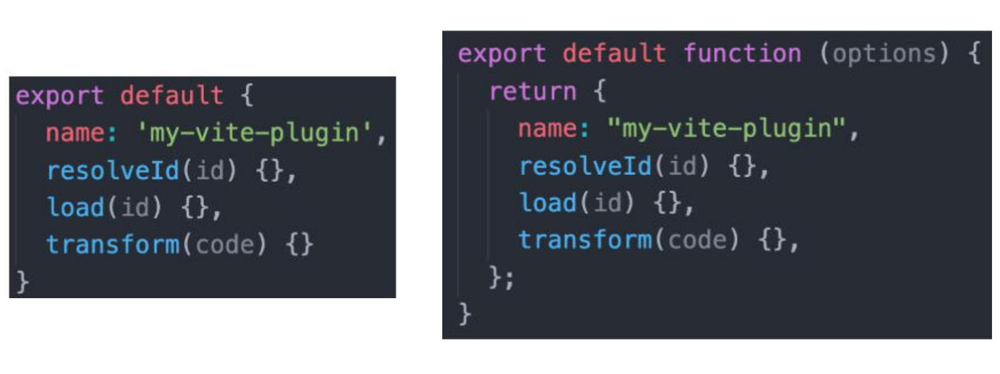 export default {
  name: 'my-vite-plugin',
  resolveId(id) {},
  load(id) {},
  transform(code) {}
}
export default function (options) {
  return {
    name: "my-vite-plugin",
    resolveId(id) {},
    load(id) {},
    transform(code) {},
  };
}